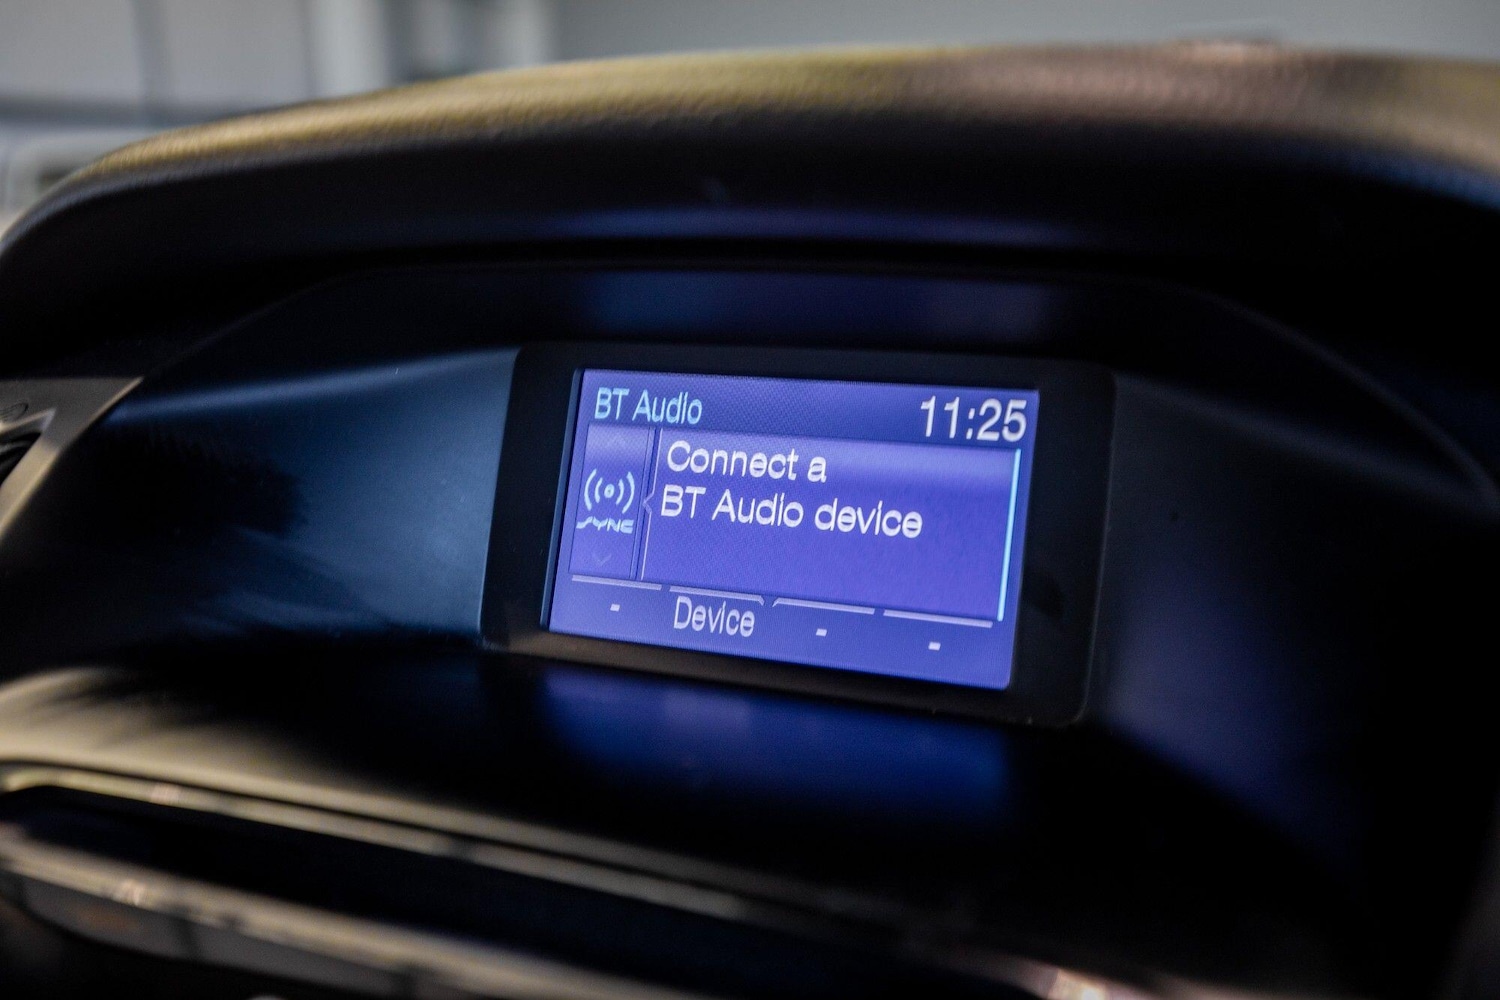 BT Audio 11:25
Connect a
BT Audio device
SYNC
- Device - -